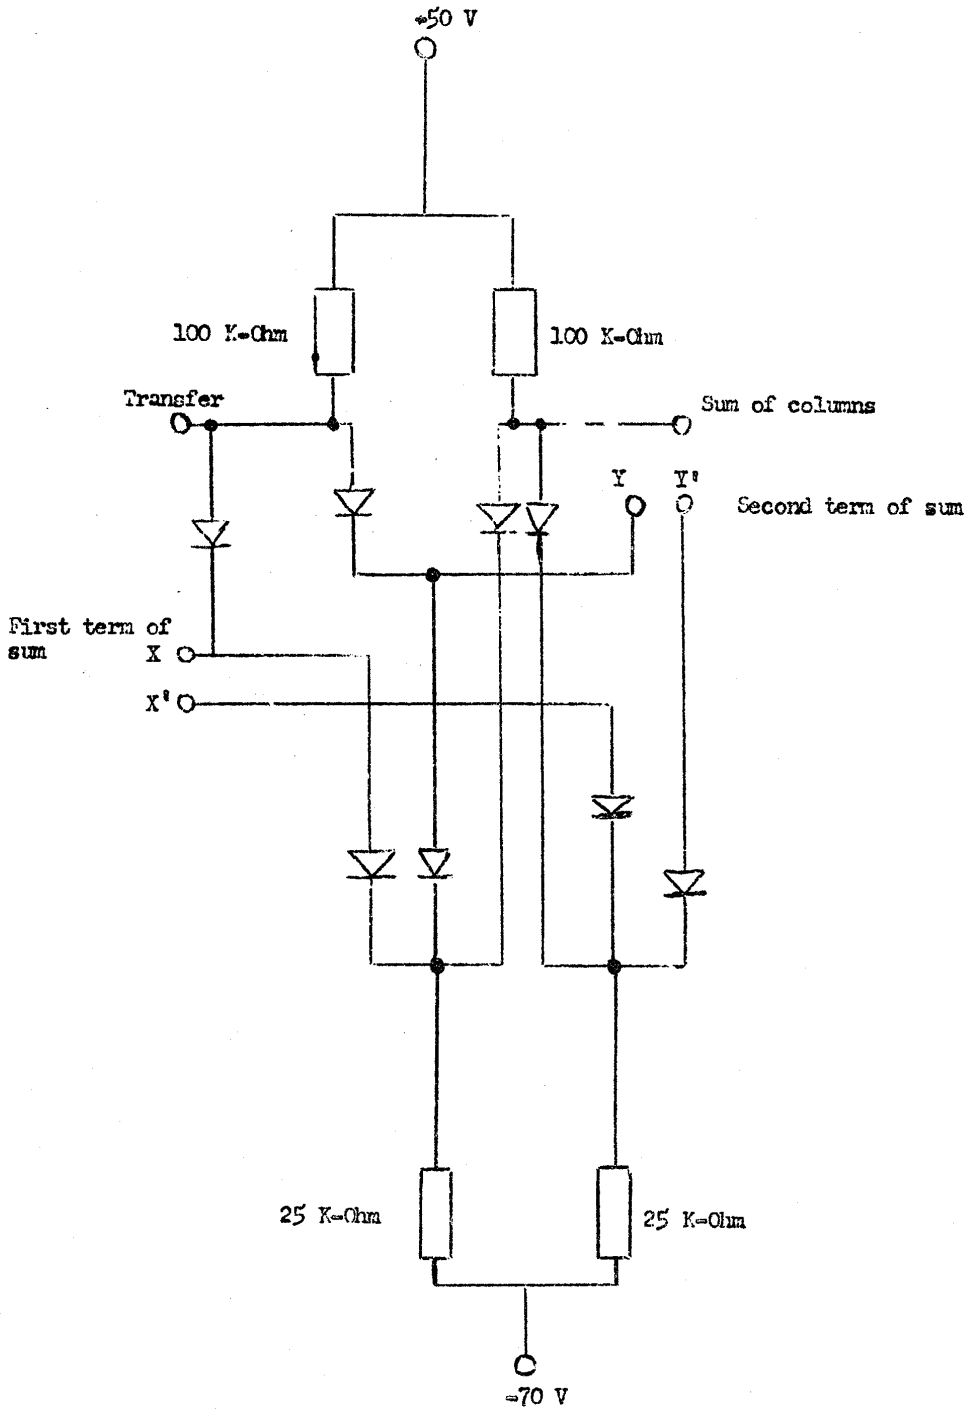 +50 V
100 K-Ohm
100 K-Ohm
Transfer
Sum of columns
Y
Y'
Second term of sum
First term of
sum
X
X'
25 K-Ohm
25 K-Ohm
-70 V